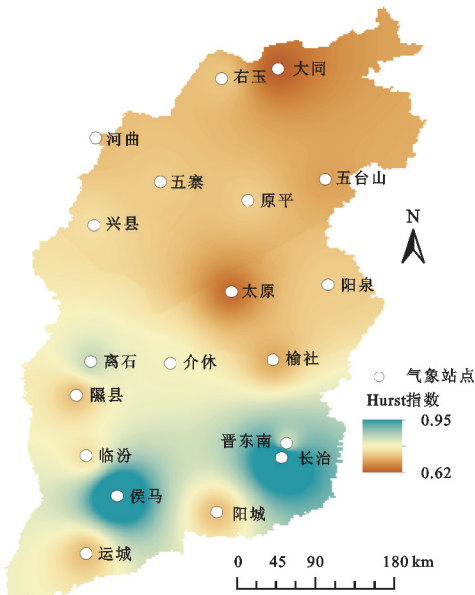 大同
右玉
河曲
五寨
五台山
原平
兴县
N
太原
阳泉
离石
介休
榆社
气象站点
隰县
Hurst指数
0.95
晋东南
临汾
长治
0.62
侯马
阳城
运城
0 45 90 180 km